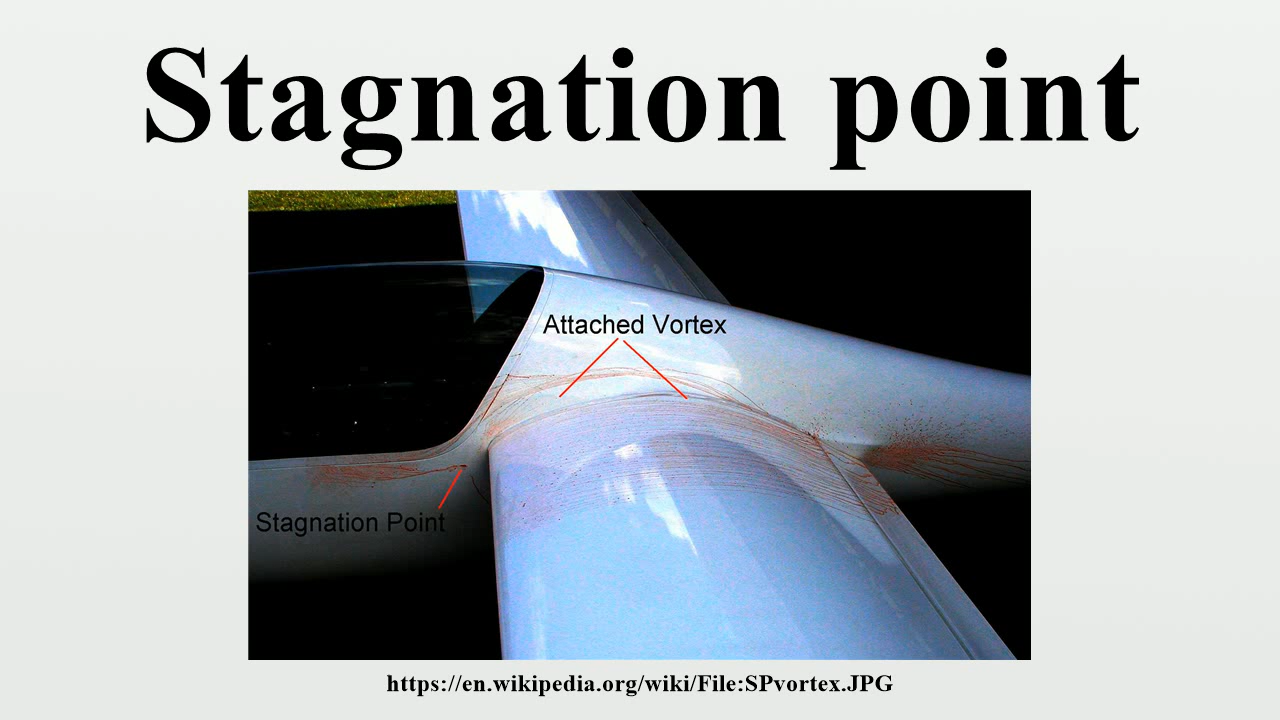 Stagnation point
Attached Vortex
Stagnation Point
https://en.wikipedia.org/wiki/File:SPvortex.JPG